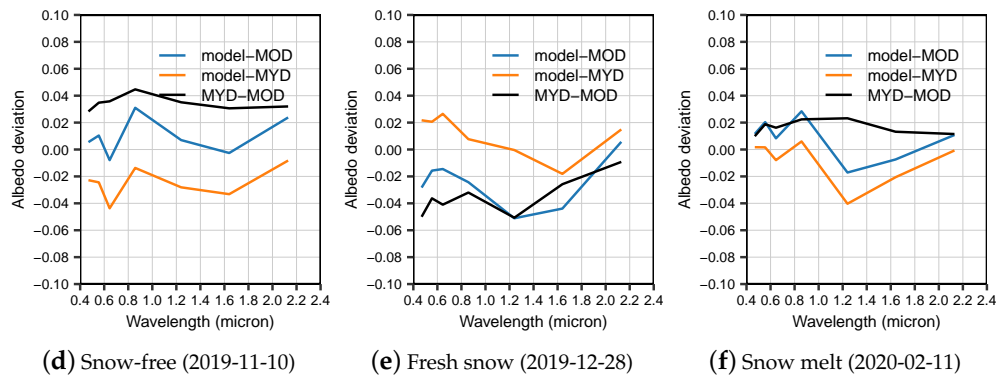 0.10
0.08
0.06
0.04
0.02
0.00
−0.02
−0.04
−0.06
−0.08
−0.10
Albedo deviation
model−MOD
model−MYD
MYD−MOD
0.4 0.6 0.8 1.0 1.2 1.4 1.6 1.8 2.0 2.2 2.4
Wavelength (micron)
(d) Snow-free (2019-11-10)
0.10
0.08
0.06
0.04
0.02
0.00
−0.02
−0.04
−0.06
−0.08
−0.10
Albedo deviation
model−MOD
model−MYD
MYD−MOD
0.4 0.6 0.8 1.0 1.2 1.4 1.6 1.8 2.0 2.2 2.4
Wavelength (micron)
(e) Fresh snow (2019-12-28)
0.10
0.08
0.06
0.04
0.02
0.00
−0.02
−0.04
−0.06
−0.08
−0.10
Albedo deviation
model−MOD
model−MYD
MYD−MOD
0.4 0.6 0.8 1.0 1.2 1.4 1.6 1.8 2.0 2.2 2.4
Wavelength (micron)
(f) Snow melt (2020-02-11)